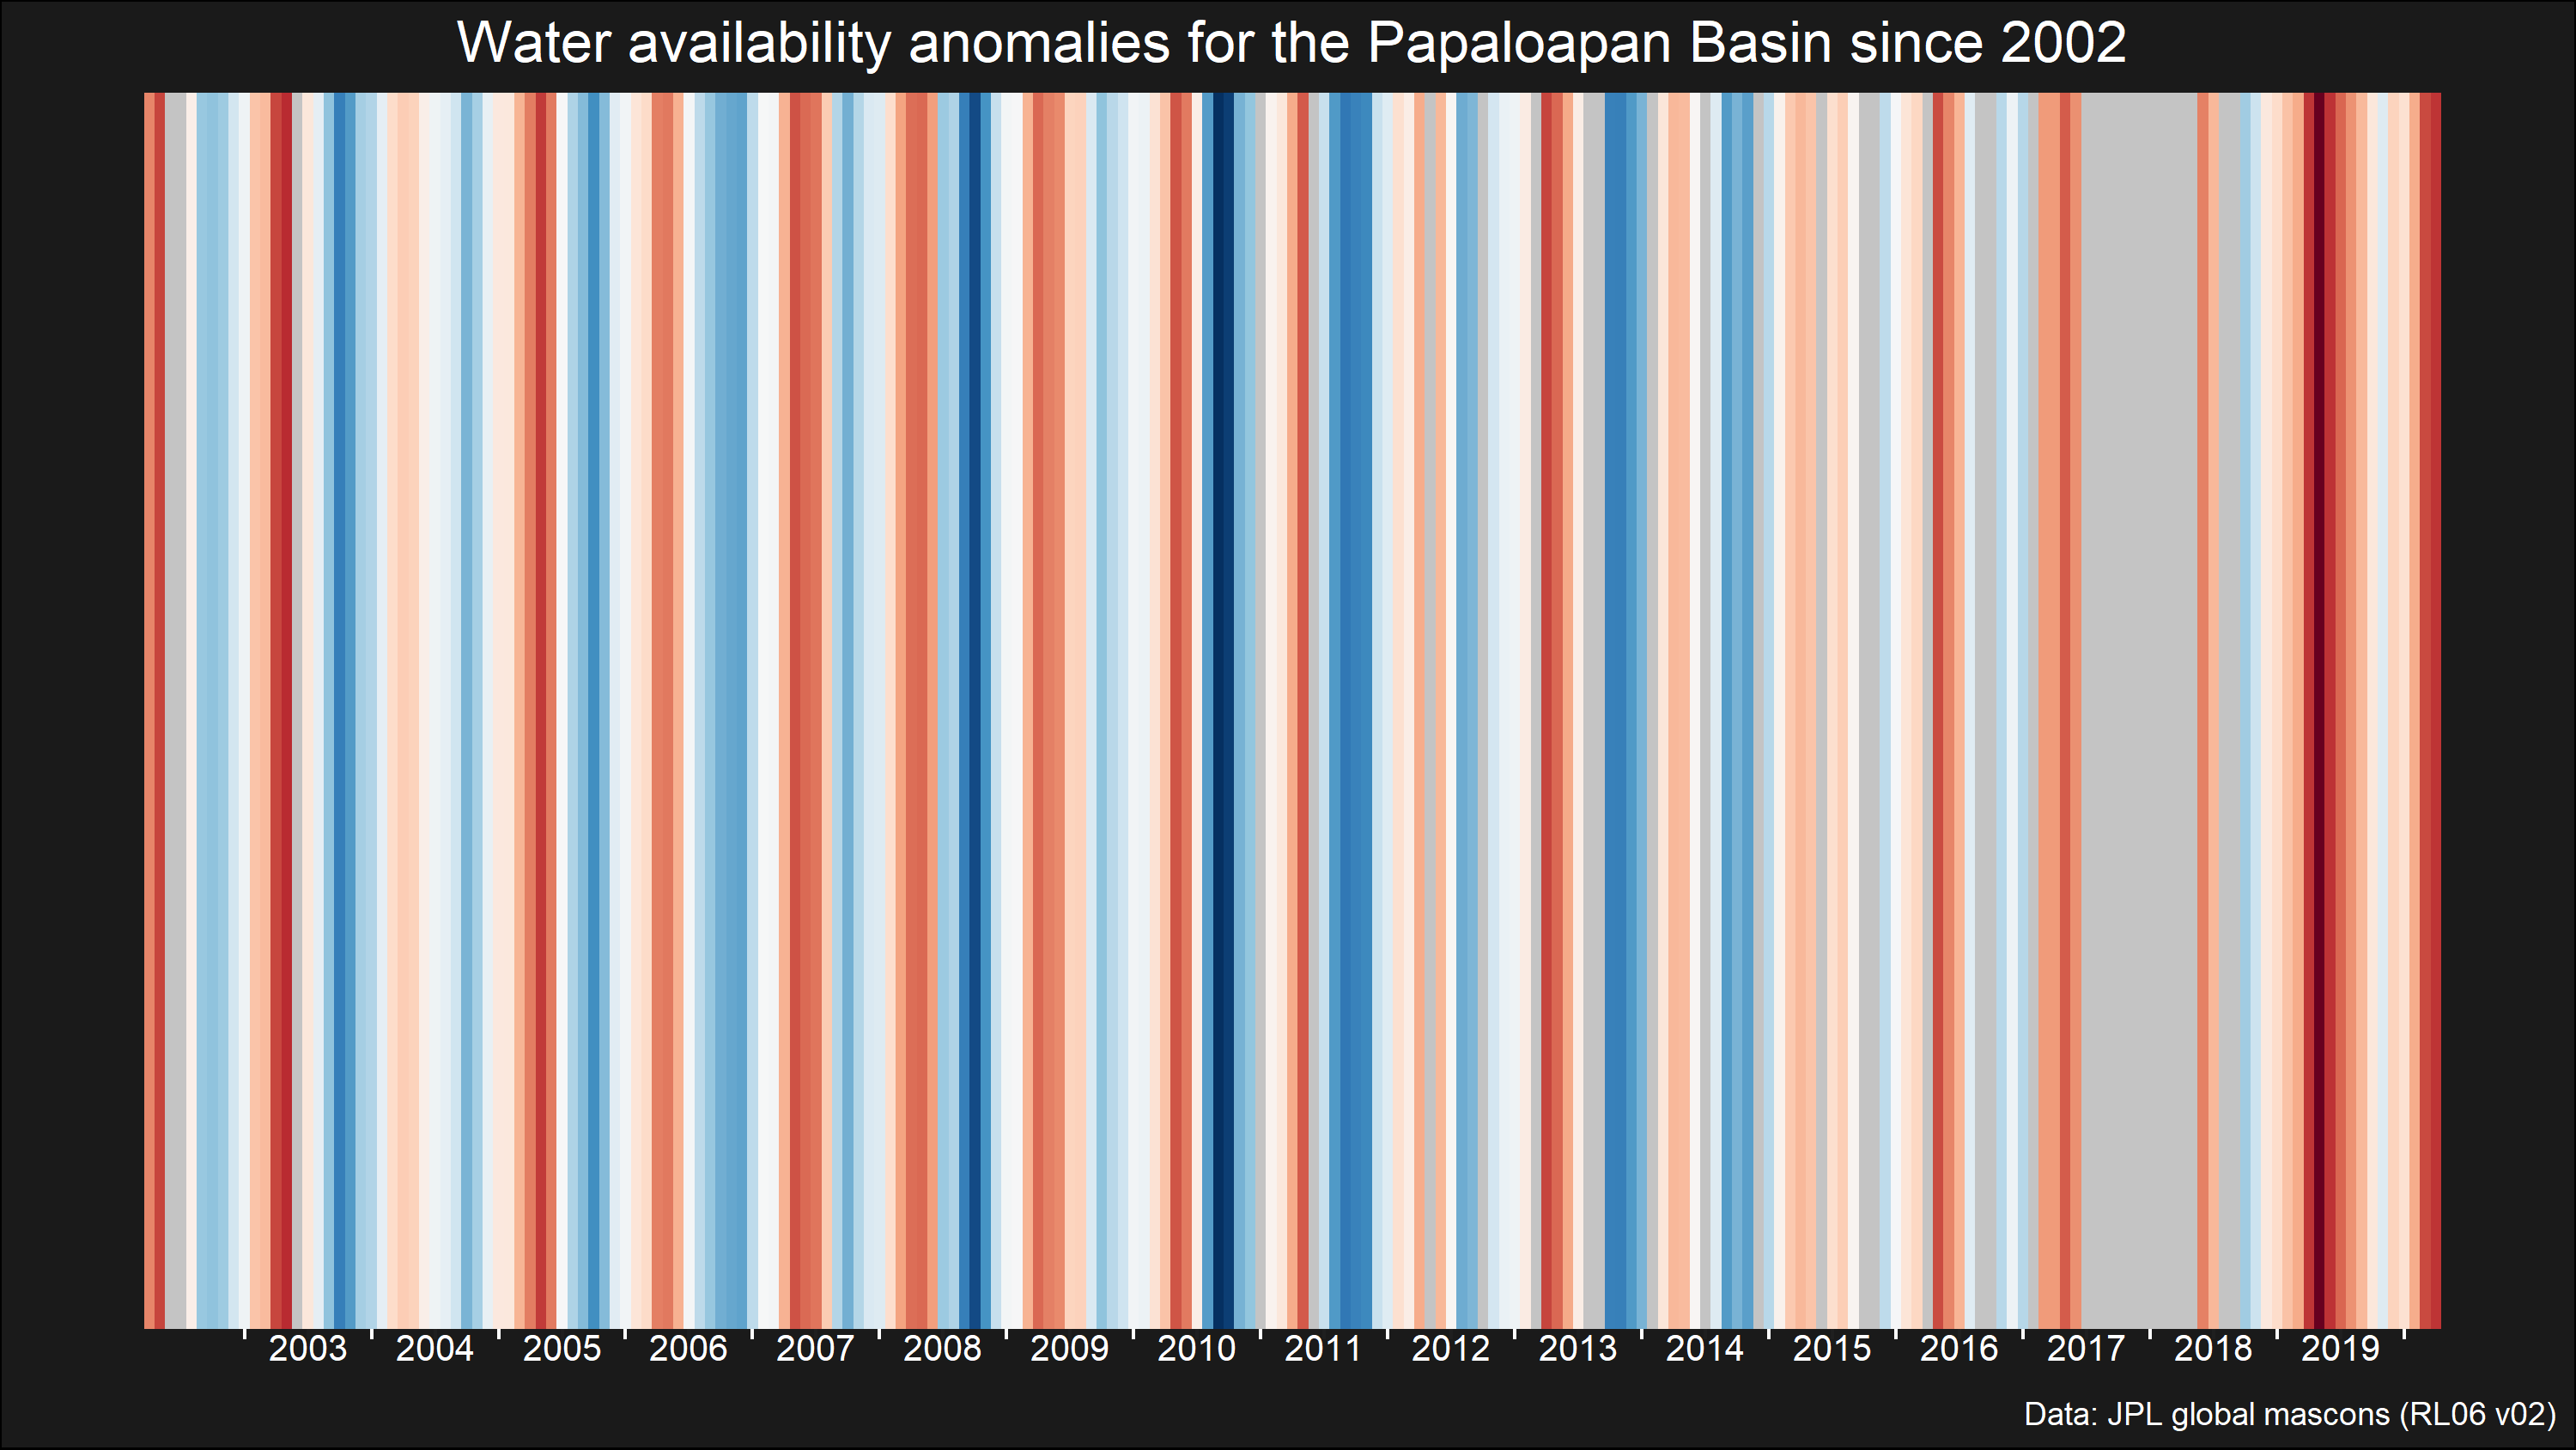 Water availability anomalies for the Papaloapan Basin since 2002
2003 2004 2005 2006 2007 2008 2009 2010 2011 2012 2013 2014 2015 2016 2017 2018 2019
Data: JPL global mascons (RL06 v02)